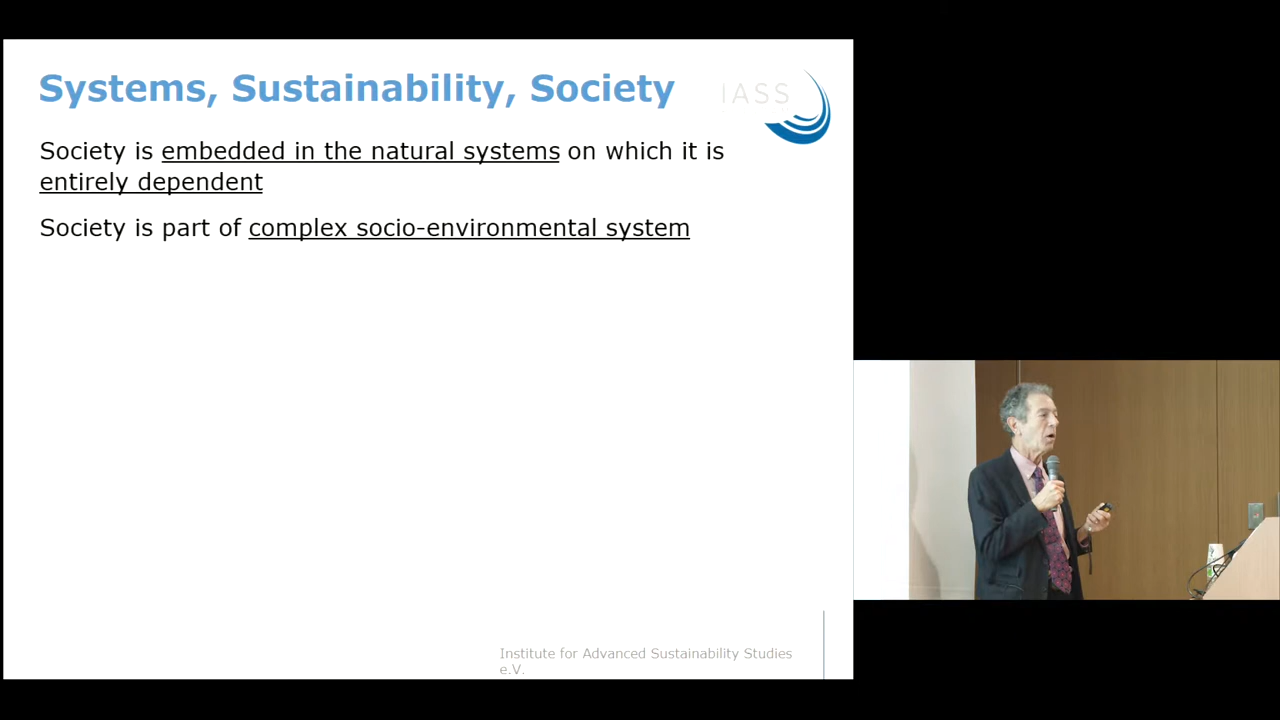 Systems, Sustainability, Society
IASS
Society is embedded in the natural systems on which it is
entirely dependent
Society is part of complex socio-environmental system
Institute for Advanced Sustainability Studies
e.V.